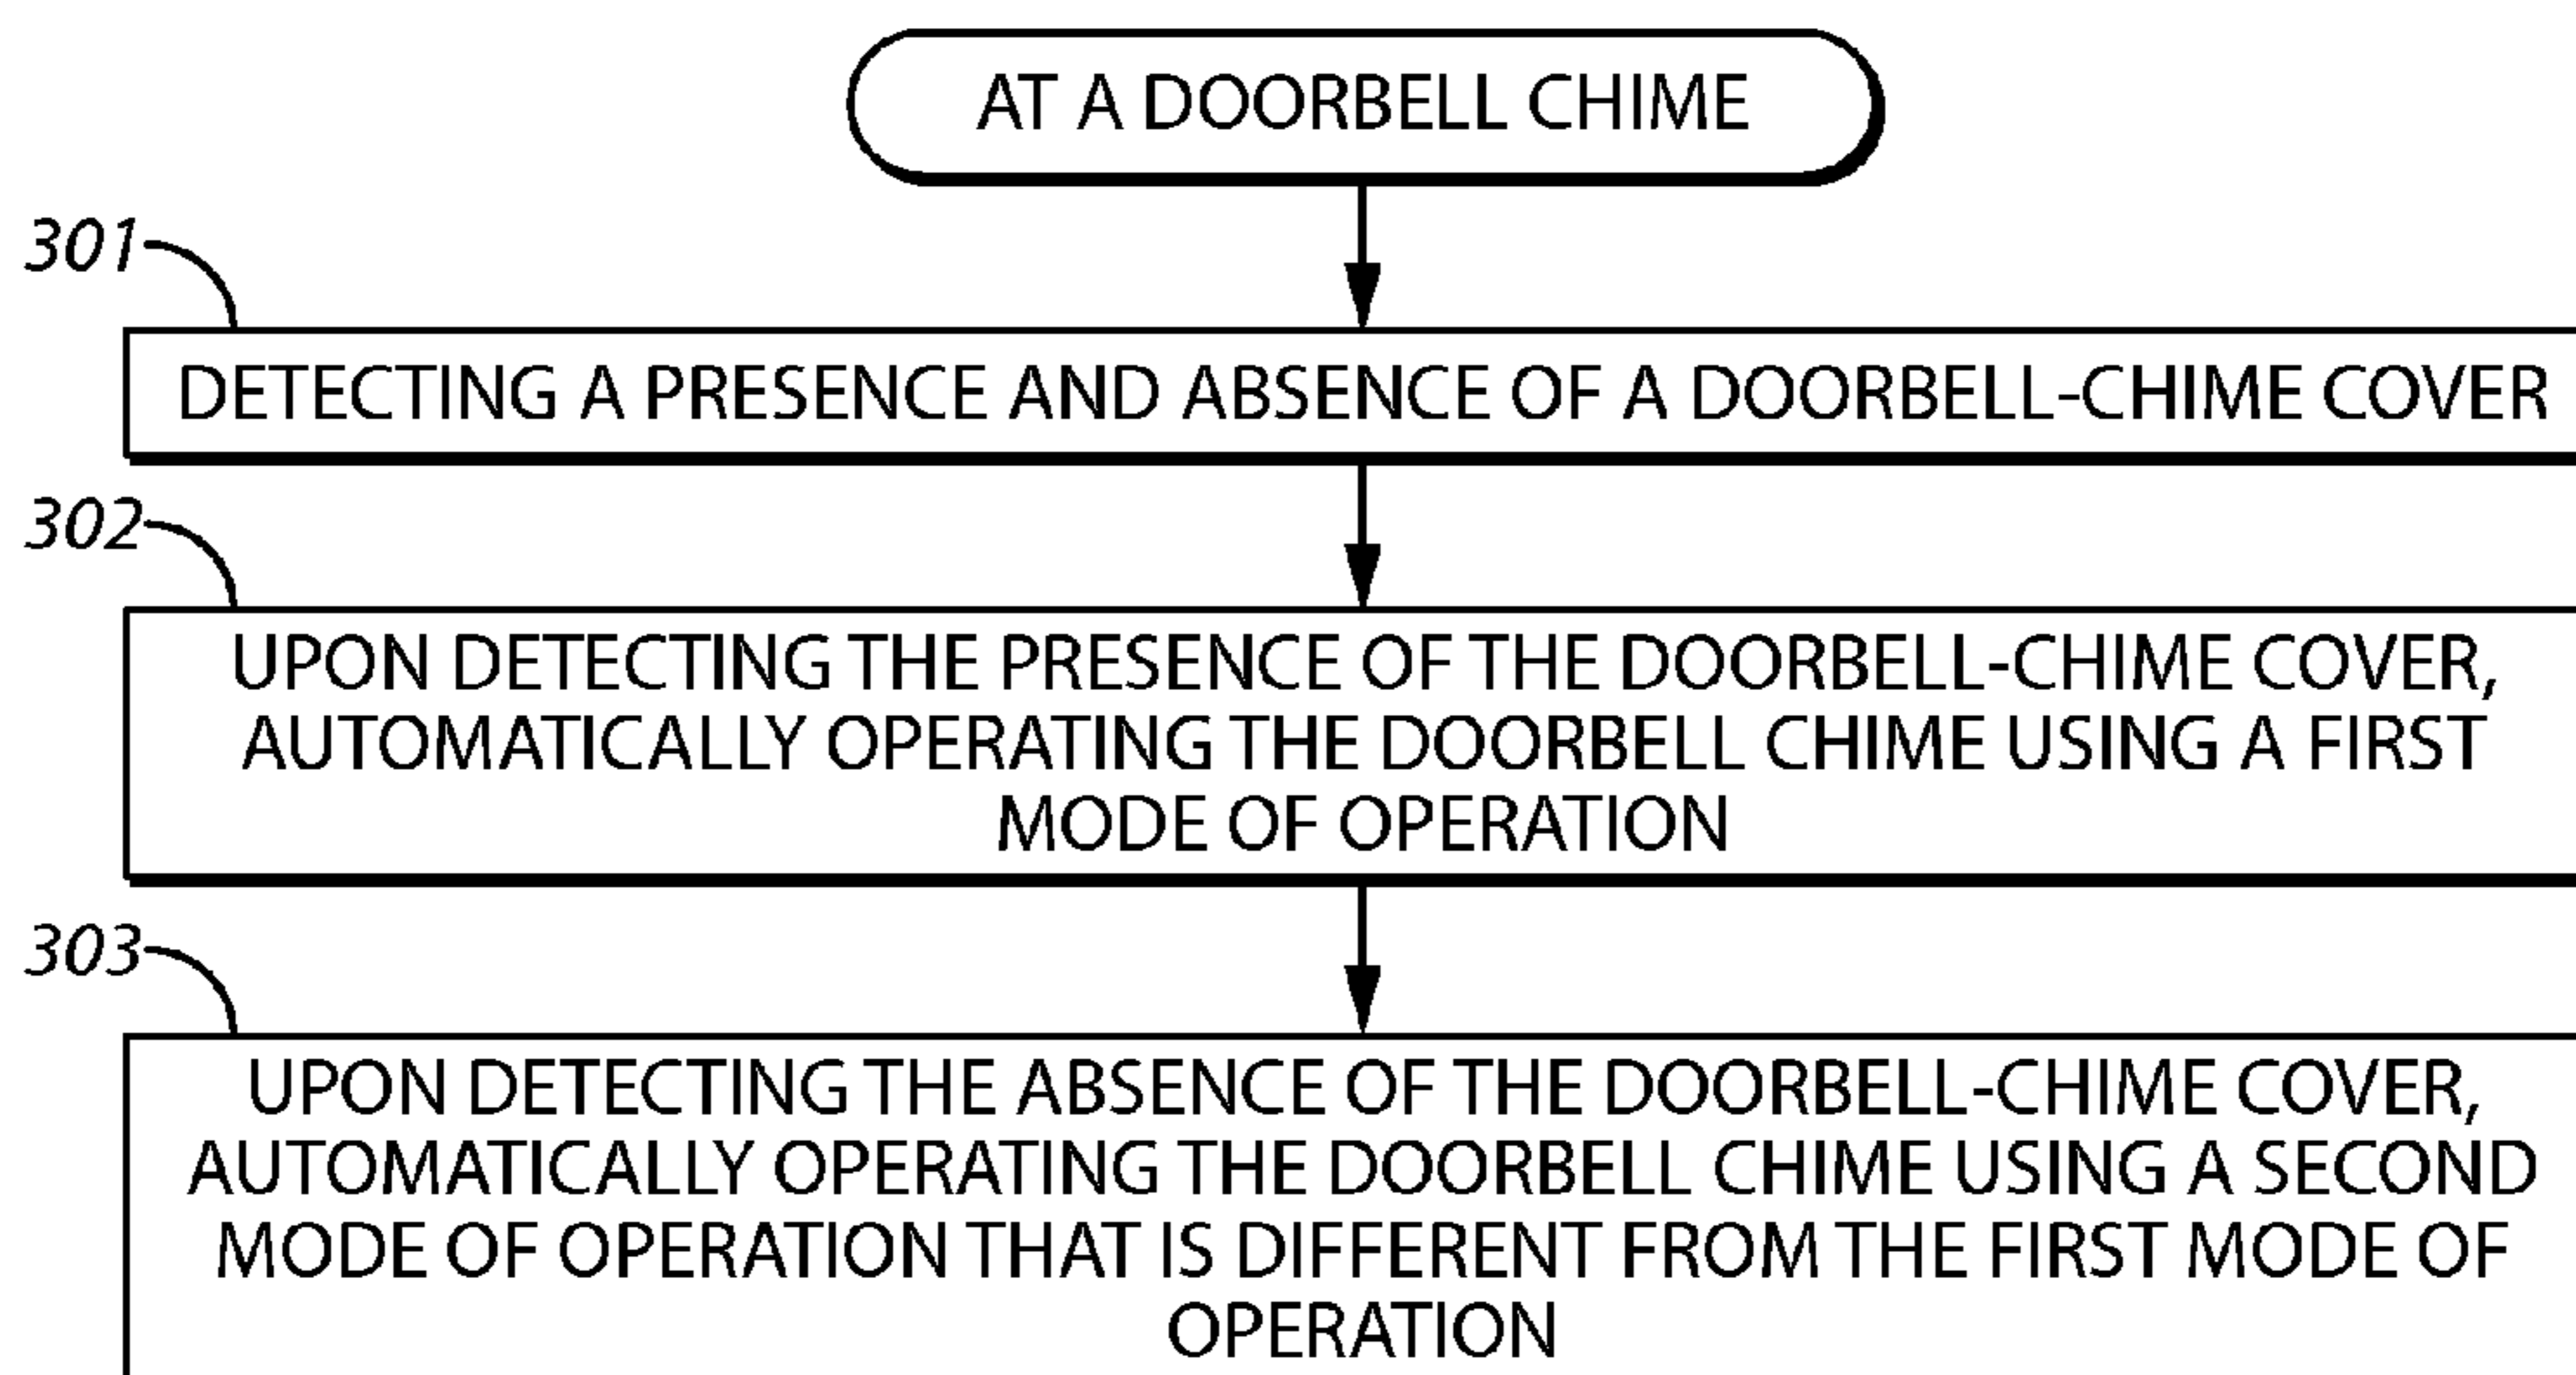 AT A DOORBELL CHIME
301
DETECTING A PRESENCE AND ABSENCE OF A DOORBELL-CHIME COVER
302
UPON DETECTING THE PRESENCE OF THE DOORBELL-CHIME COVER,
AUTOMATICALLY OPERATING THE DOORBELL CHIME USING A FIRST
MODE OF OPERATION
303
UPON DETECTING THE ABSENCE OF THE DOORBELL-CHIME COVER,
AUTOMATICALLY OPERATING THE DOORBELL CHIME USING A SECOND
MODE OF OPERATION THAT IS DIFFERENT FROM THE FIRST MODE OF
OPERATION